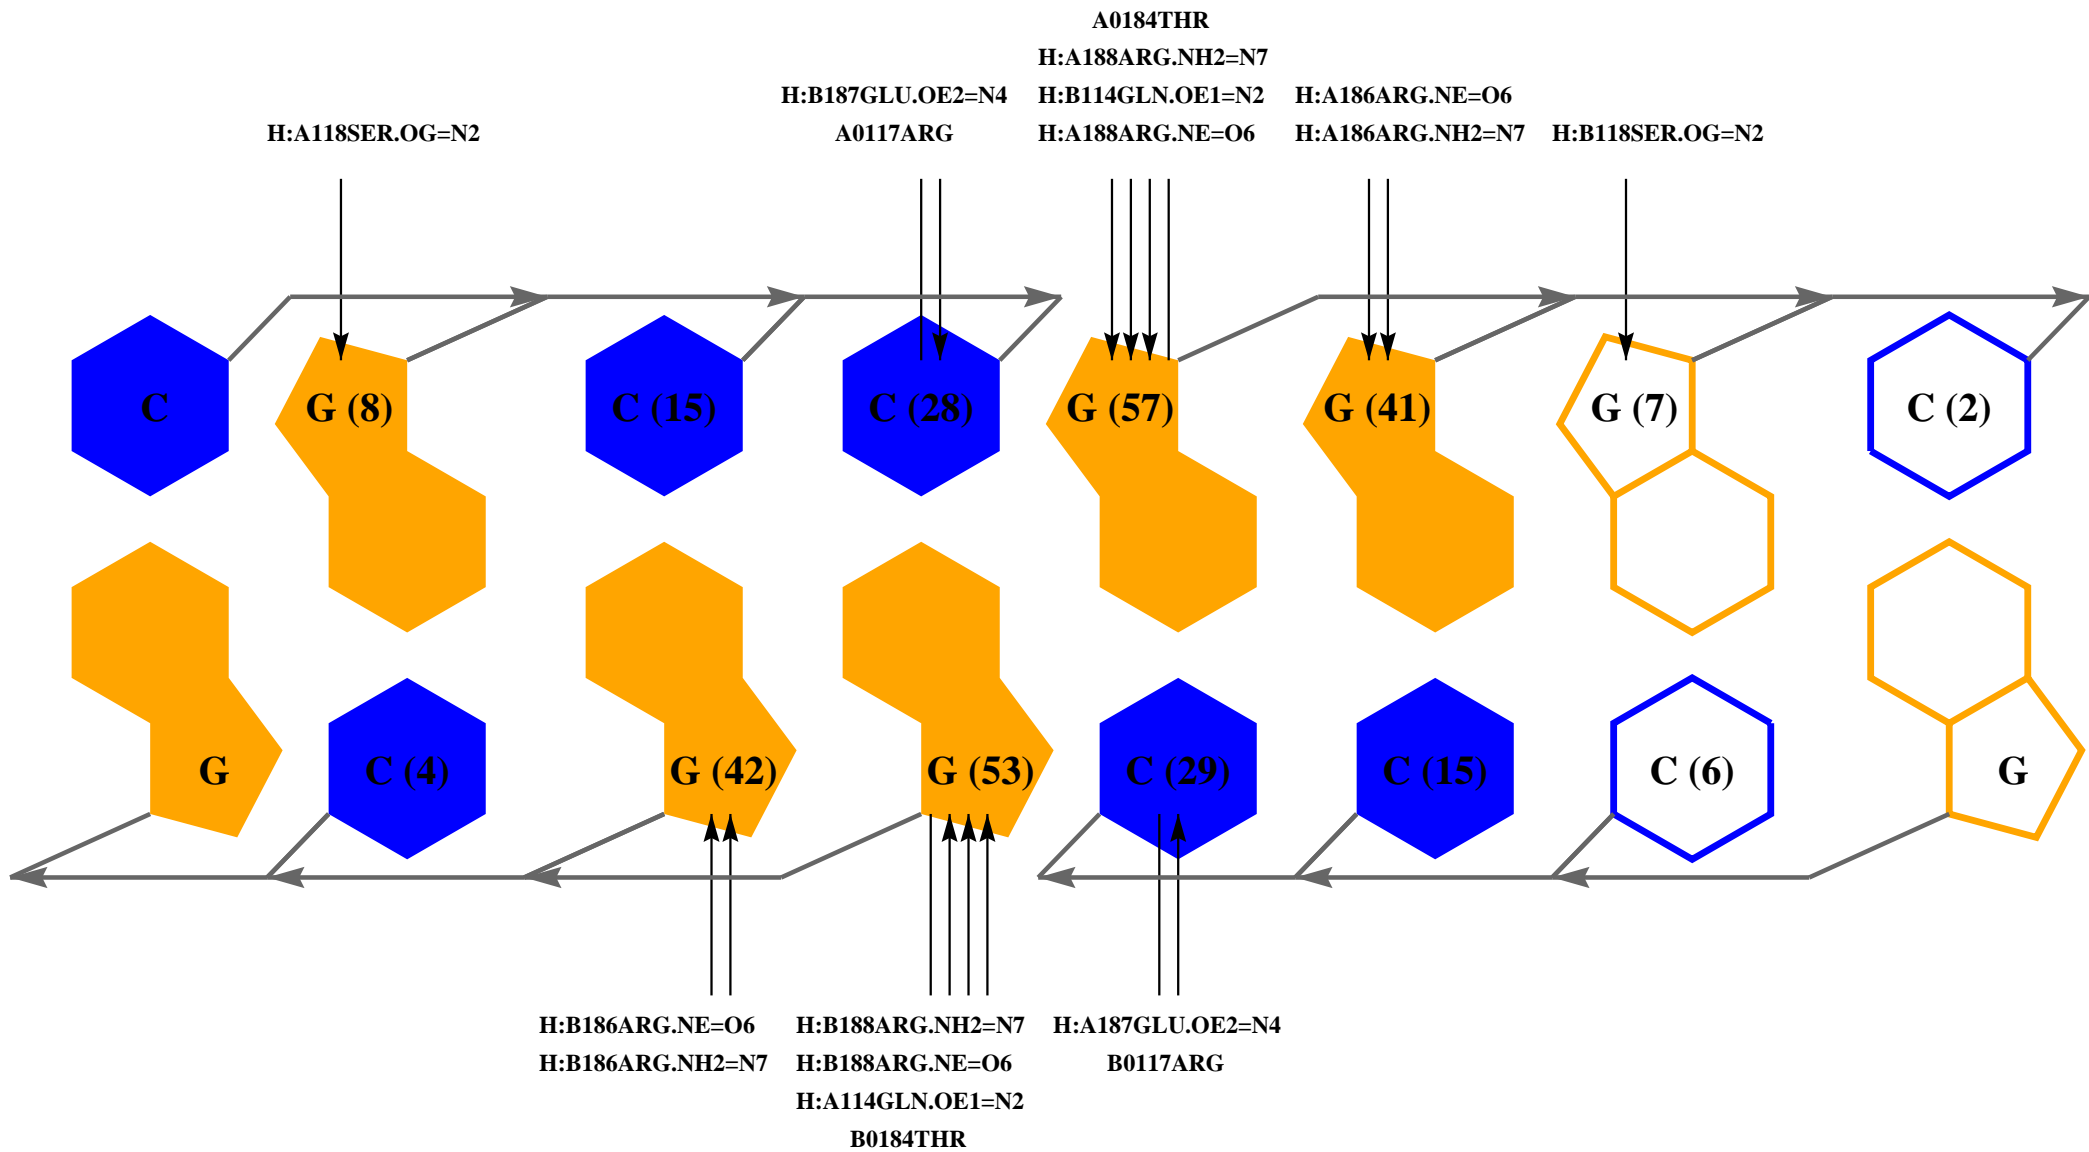 A0184THR
H:A188ARG.NH2=N7
H:B187GLU.OE2=N4 H:B114GLN.OE1=N2 H:A186ARG.NE=O6
H:A118SER.OG=N2 A0117ARG H:A188ARG.NE=O6 H:A186ARG.NH2=N7 H:B118SER.OG=N2
C G (8) C (15) C (28) G (57) G (41) G (7) C (2)
G C (4) G (42) G (53) C (29) C (15) C (6) G
H:B186ARG.NE=O6 H:B188ARG.NH2=N7 H:A187GLU.OE2=N4
H:B186ARG.NH2=N7 H:B188ARG.NE=O6 B0117ARG
H:A114GLN.OE1=N2
B0184THR